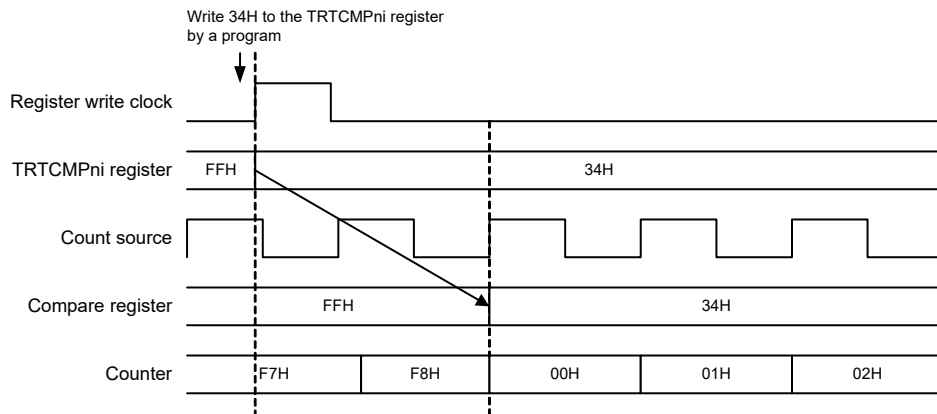 Write 34H to the TRTCMPni register
by a program
Register write clock
TRTCMPni register
FFH
34H
Count source
Compare register
FFH
34H
Counter
F7H
F8H
00H
01H
02H